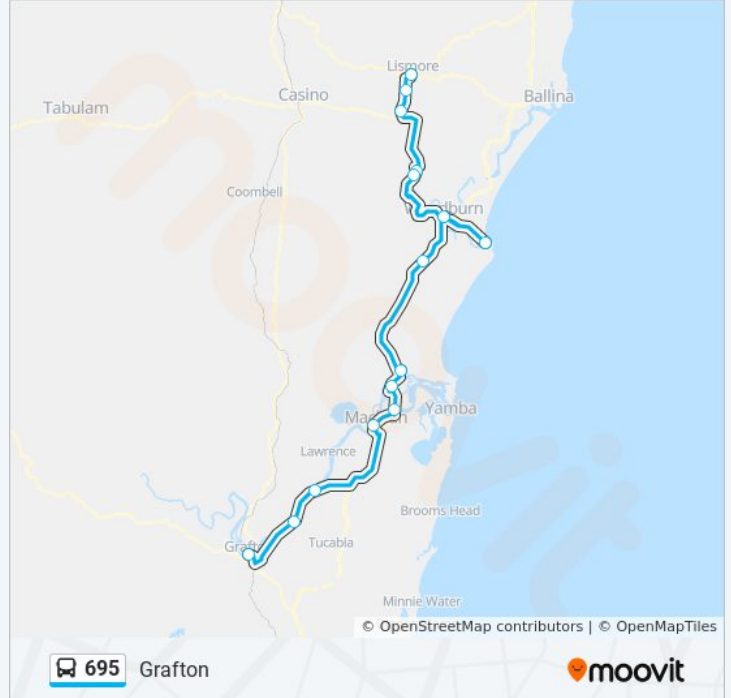 Lismore
Casino
Ballina
Tabulam
Coombell
Yamba
Lawrence
Brooms Head
Tucabia
Minnie Water
© OpenStreetMap contributors | © OpenMapTiles
695 Grafton
moovit